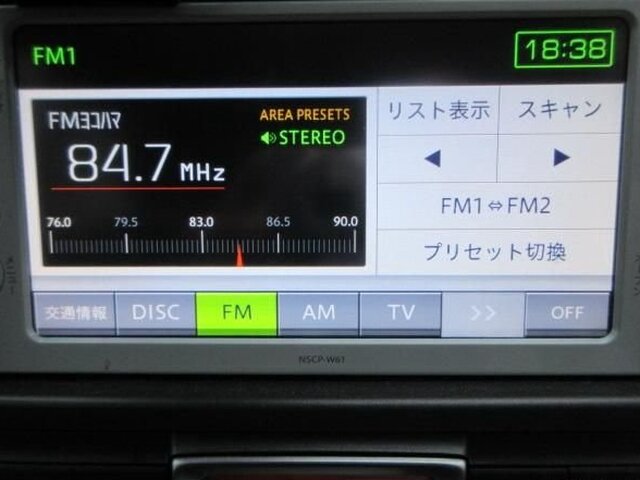 FM1
18:38
FMヨコハマ
AREA PRESETS
STEREO
84.7 MHz
76.0 79.5 83.0 86.5 90.0
リスト表示 スキャン
◀ ▶
FM1⇔FM2
プリセット切換
交通情報 DISC FM AM TV >> OFF
NSCP-W61